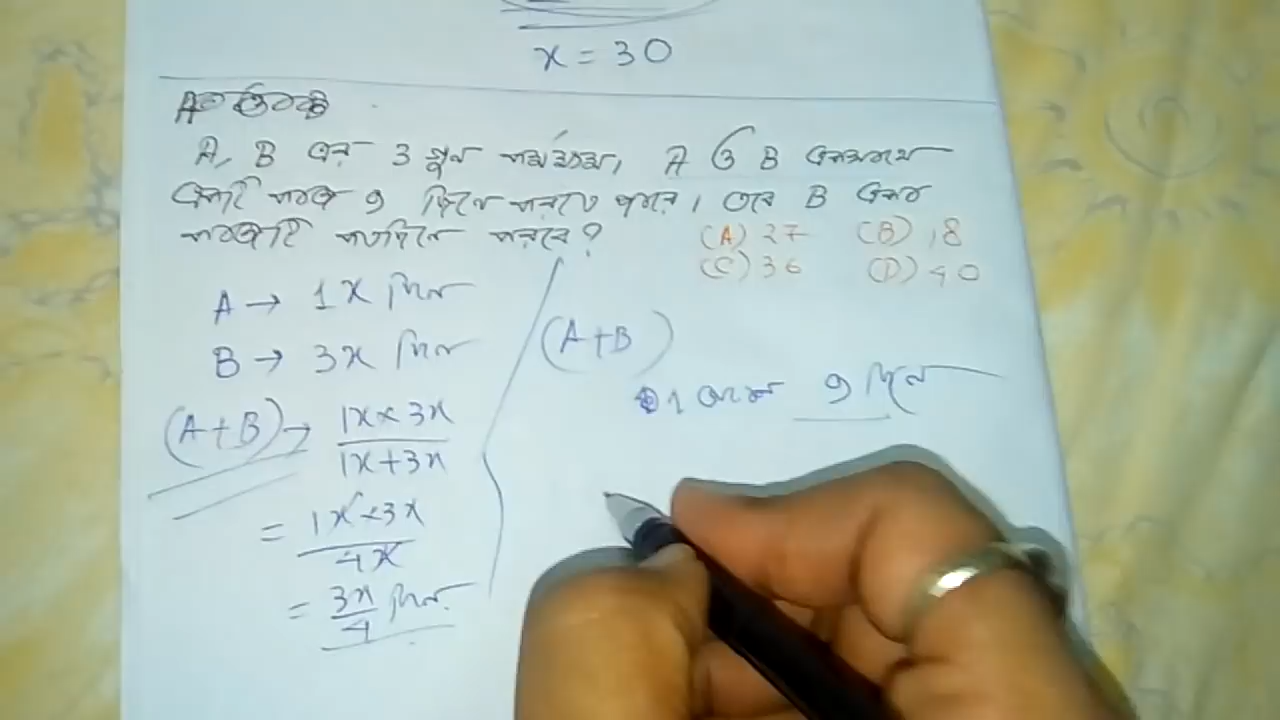 x = 30
A, B এর 3 গুন কর্মক্ষম, A ও B একসাথে
একটি কাজ 9 দিনে করতে পারে। তবে B একা
কাজটি কতদিনে করবে?
(A) 27 (B) 18
(C) 36 (D) 40
A → 1x দিন
B → 3x দিন
(A+B) → 1x × 3x / 1x + 3x
= 1x × 3x / 4x
= 3x / 4 দিন
(A+B)
9 দিন